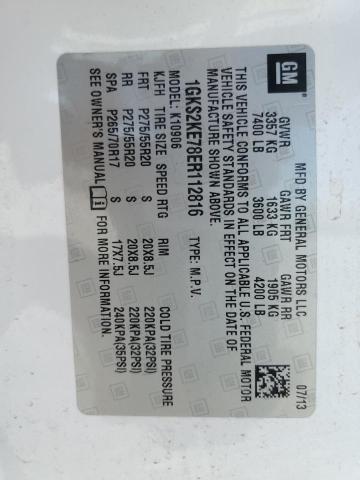 GM
MFD BY GENERAL MOTORS LLC
07/13
GVWR GAWR FRT GAWR RR
3357 KG 1633 KG 1905 KG
7400 LB 3600 LB 4200 LB
THIS VEHICLE CONFORMS TO ALL APPLICABLE U.S. FEDERAL MOTOR
VEHICLE SAFETY STANDARDS IN EFFECT ON THE DATE OF
MANUFACTURE SHOWN ABOVE.
1GKS2KE78ER112816 TYPE: M.P.V.
K10906
KJFH TIRE SIZE SPEED RTG RIM COLD TIRE PRESSURE
FRT P275/55R20 S 20X8.5J 220KPA(32PSI)
RR P275/55R20 S 20X8.5J 220KPA(32PSI)
SPA P265/70R17 S 17X7.5J 240KPA(35PSI)
SEE OWNER'S MANUAL FOR MORE INFORMATION